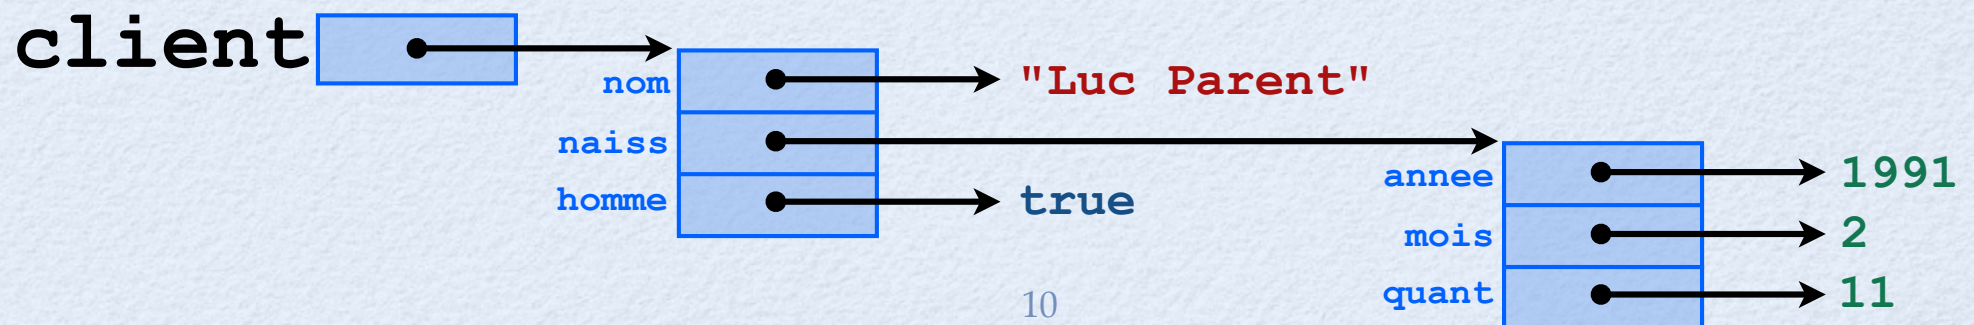 client
nom "Luc Parent"
naiss
homme true
annee 1991
mois 2
quant 11
10